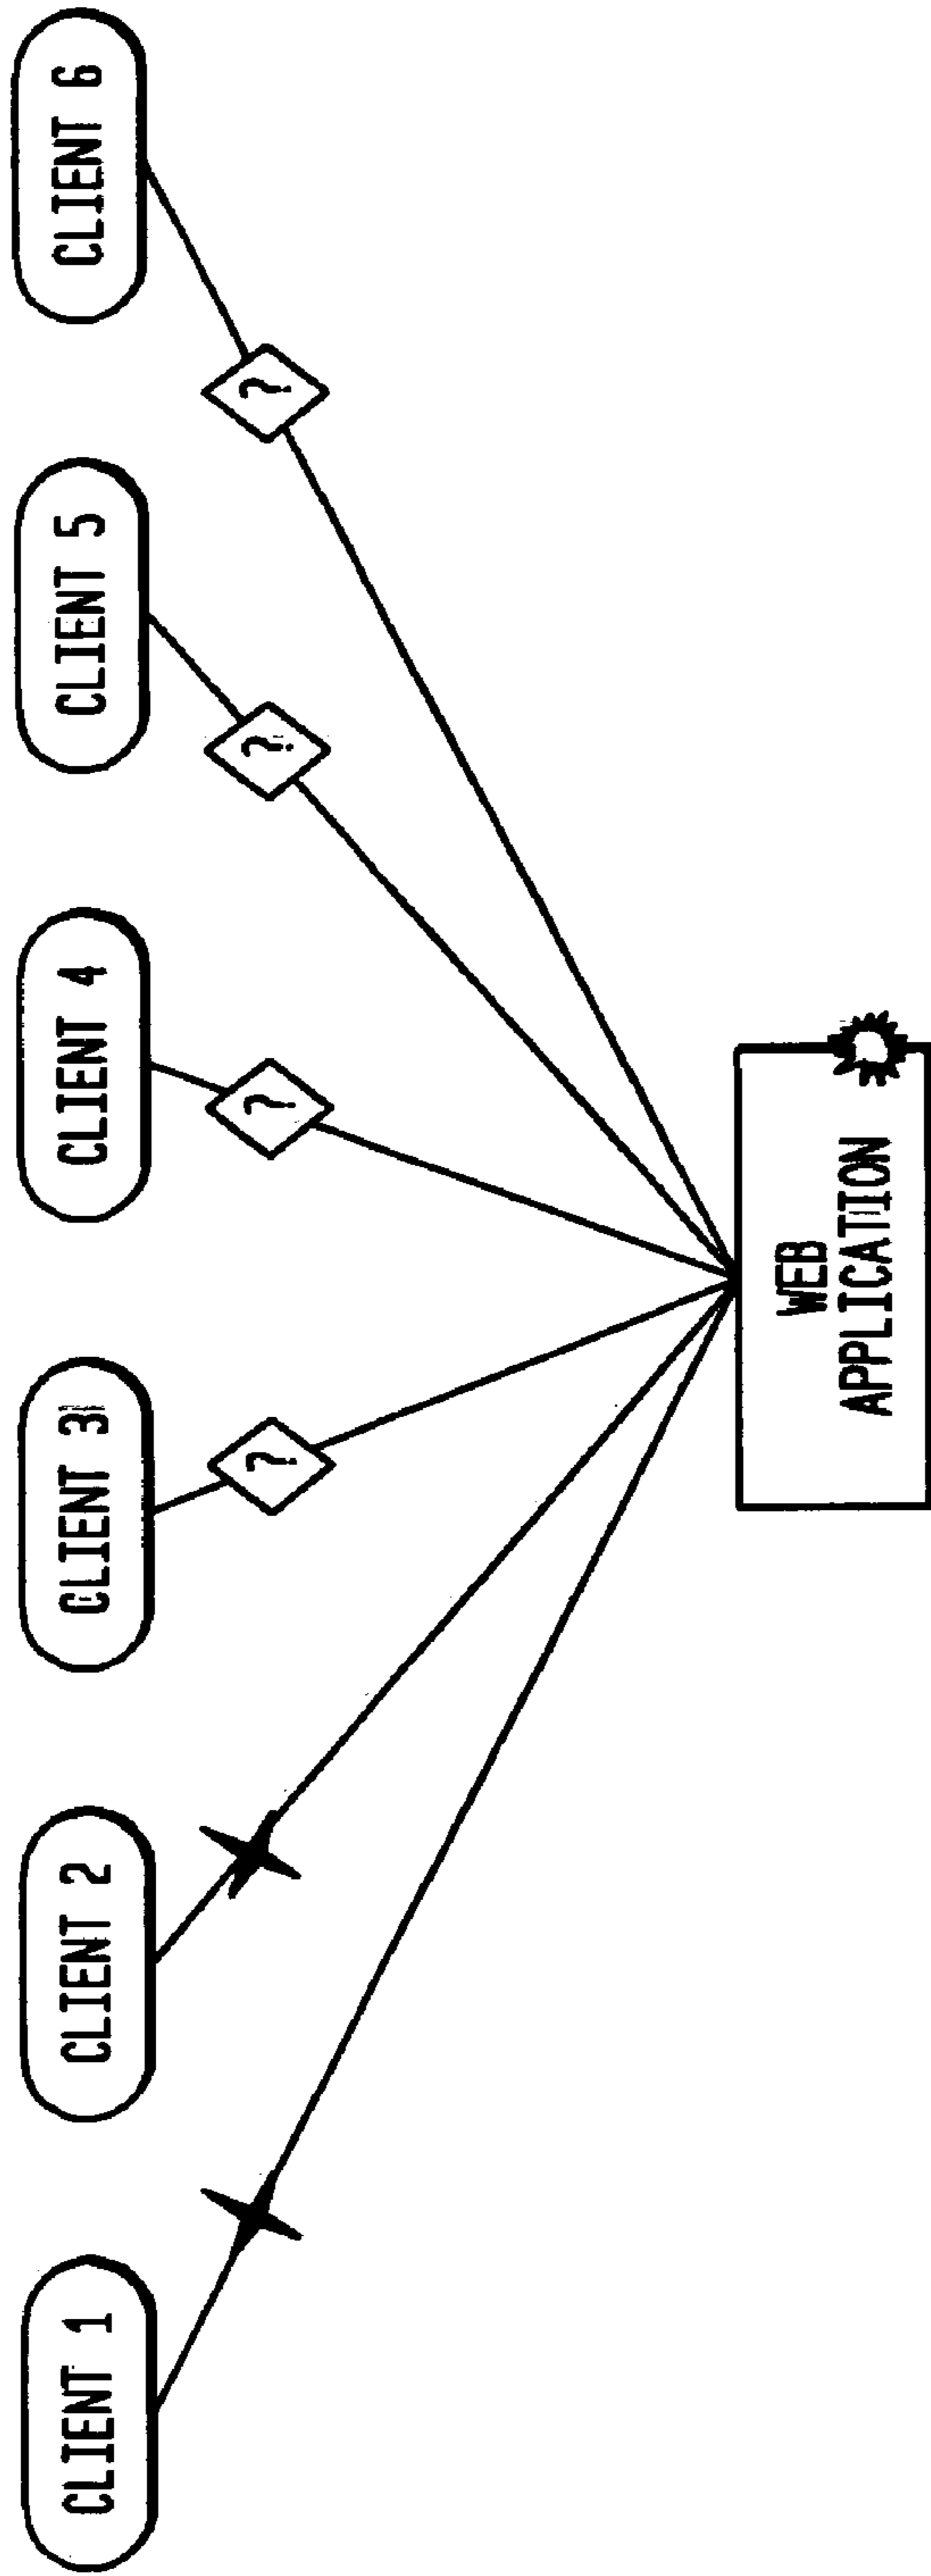 CLIENT 1
CLIENT 2
CLIENT 3
CLIENT 4
CLIENT 5
CLIENT 6
?
?
?
?
WEB
APPLICATION